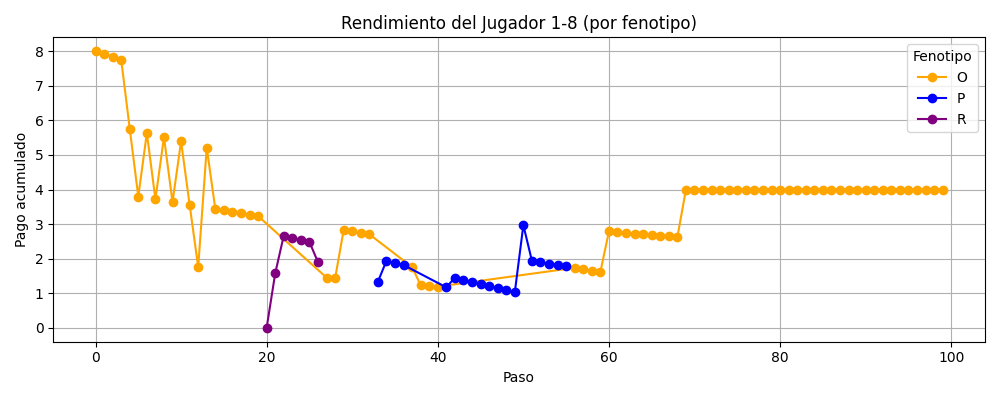 Rendimiento del Jugador 1-8 (por fenotipo)
Pago acumulado
8
7
6
5
4
3
2
1
0
Fenotipo
O
P
R
0 20 40 60 80 100
Paso